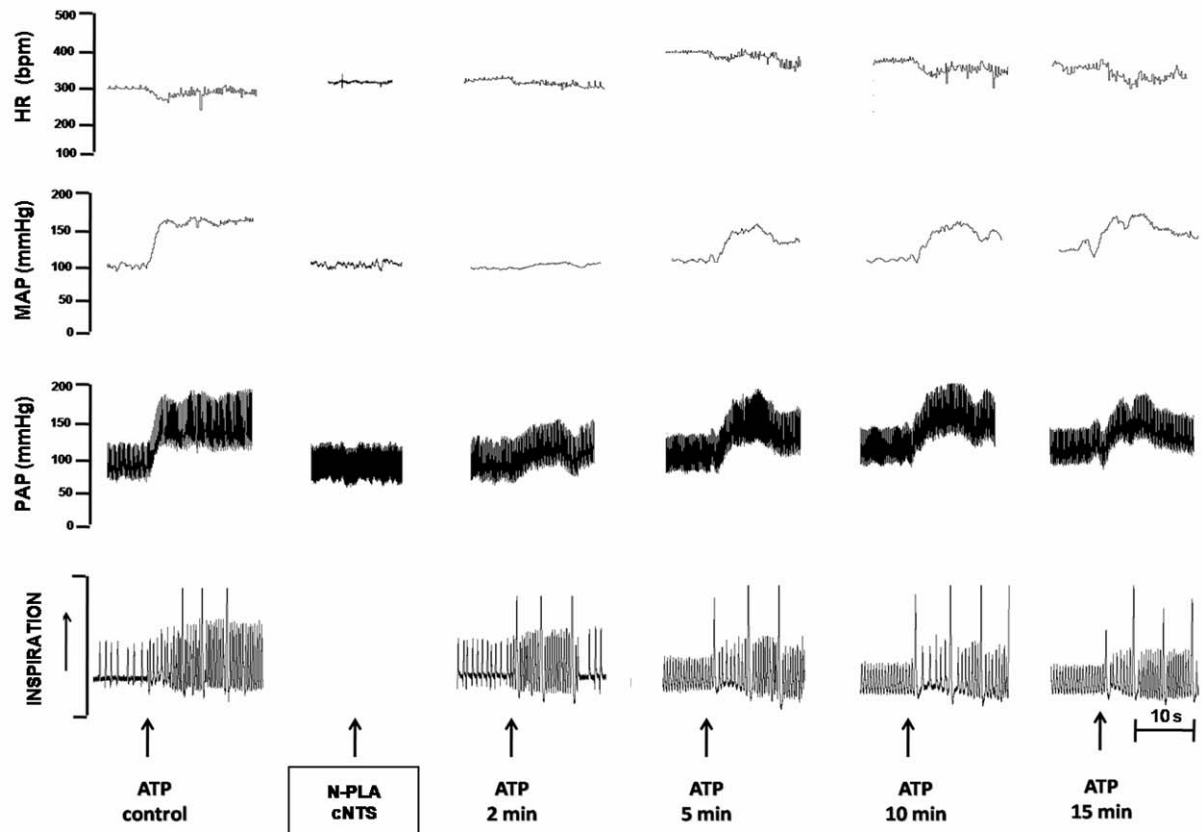 HR (bpm)
500
400
300
200
100
MAP (mmHg)
200
150
100
50
0
PAP (mmHg)
200
150
100
50
0
INSPIRATION
10 s
ATP
control
N-PLA
cNTS
ATP
2 min
ATP
5 min
ATP
10 min
ATP
15 min